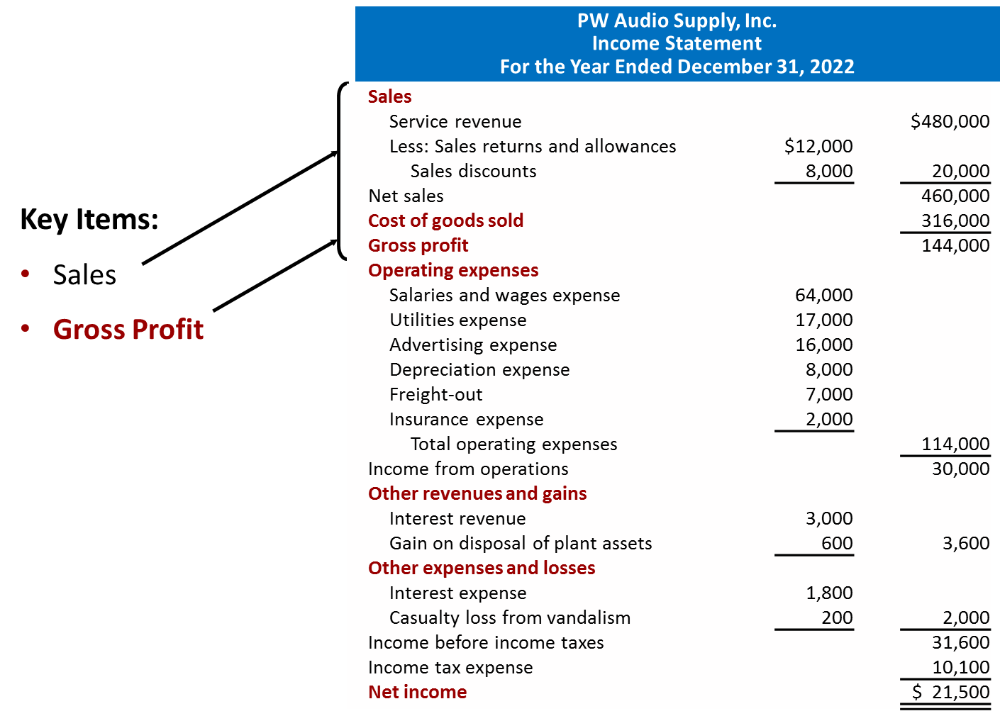 PW Audio Supply, Inc.
Income Statement
For the Year Ended December 31, 2022
Key Items:
• Sales
• Gross Profit
Sales
Service revenue $480,000
Less: Sales returns and allowances $12,000
Sales discounts 8,000 20,000
Net sales 460,000
Cost of goods sold 316,000
Gross profit 144,000
Operating expenses
Salaries and wages expense 64,000
Utilities expense 17,000
Advertising expense 16,000
Depreciation expense 8,000
Freight-out 7,000
Insurance expense 2,000
Total operating expenses 114,000
Income from operations 30,000
Other revenues and gains
Interest revenue 3,000
Gain on disposal of plant assets 600 3,600
Other expenses and losses
Interest expense 1,800
Casualty loss from vandalism 200 2,000
Income before income taxes 31,600
Income tax expense 10,100
Net income $ 21,500